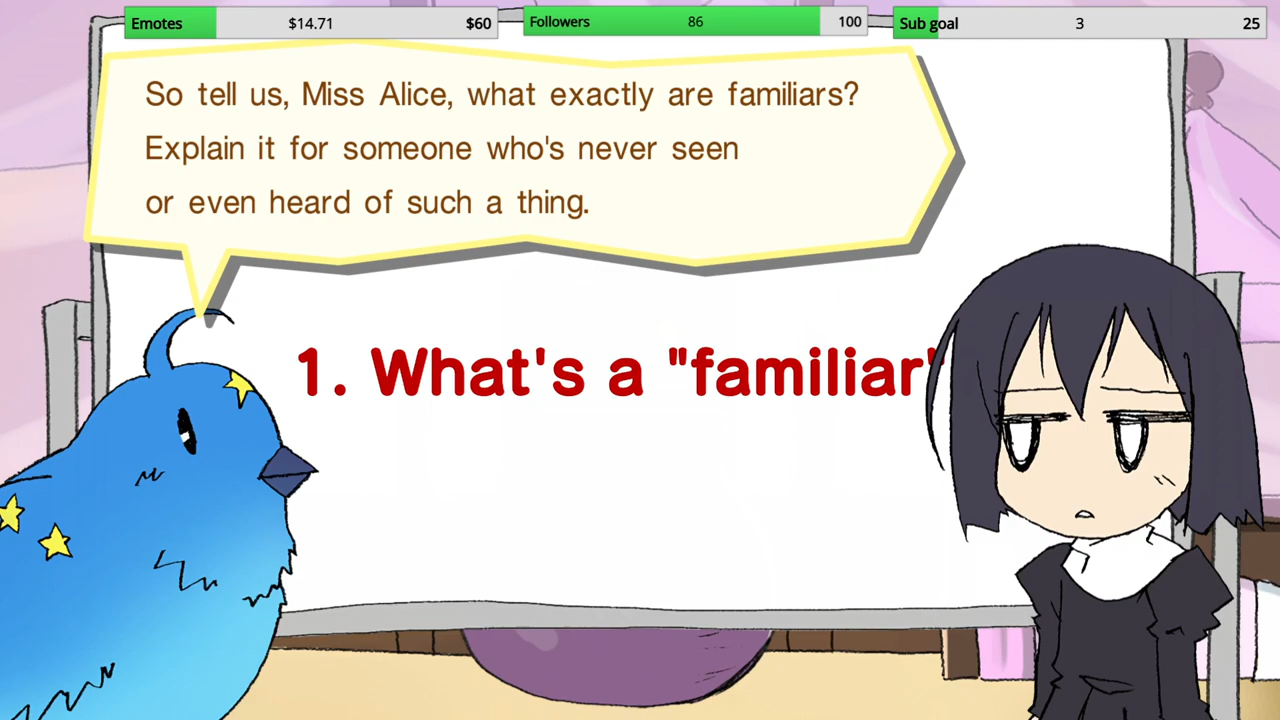 Emotes $14.71 $60
Followers 86 100
Sub goal 3 25
So tell us, Miss Alice, what exactly are familiars?
Explain it for someone who's never seen
or even heard of such a thing.
1. What's a "familiar"